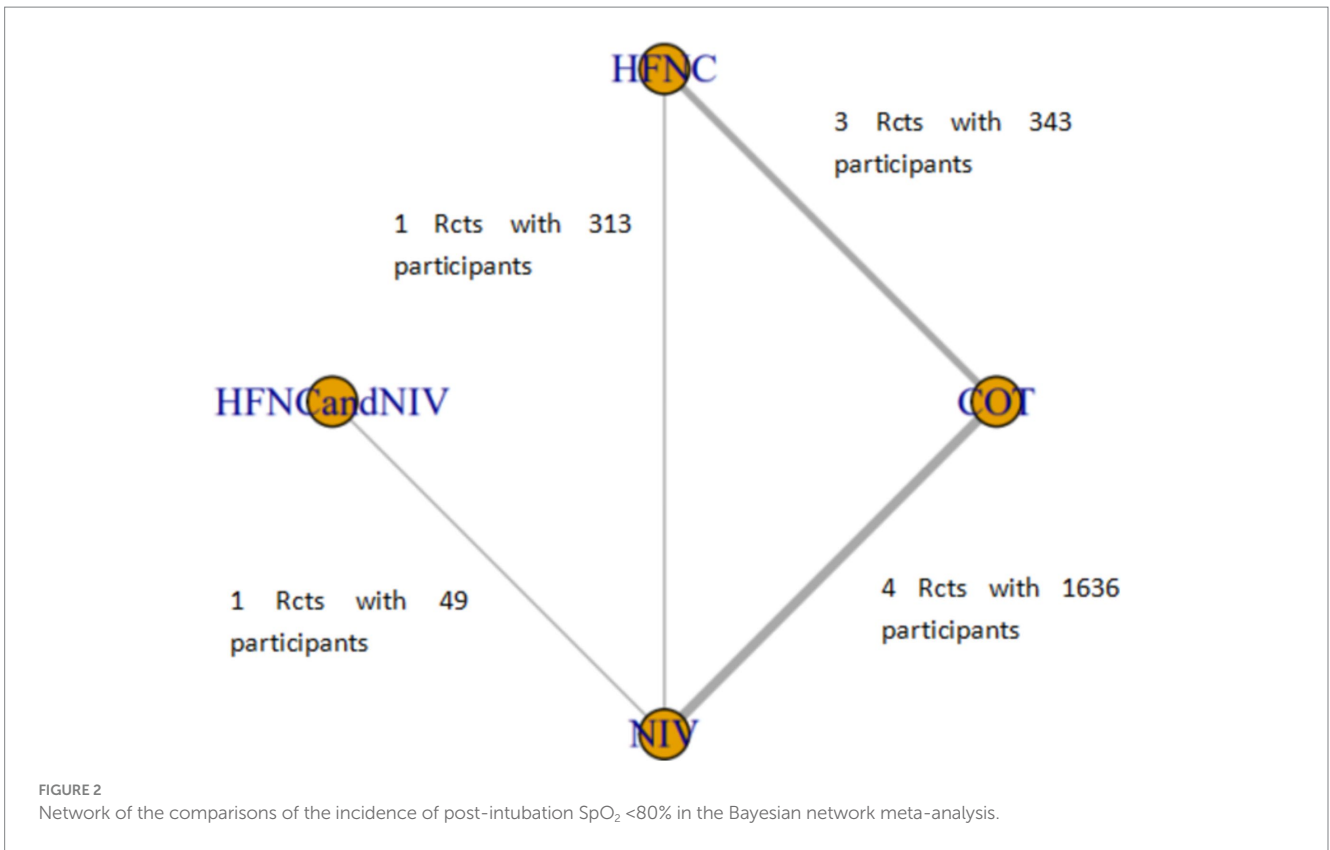 HFNC
3 Rcts with 343
participants
1 Rcts with 313
participants
HFNCandNIV
COT
1 Rcts with 49
participants
4 Rcts with 1636
participants
NIV
FIGURE 2
Network of the comparisons of the incidence of post-intubation SpO₂ <80% in the Bayesian network meta-analysis.